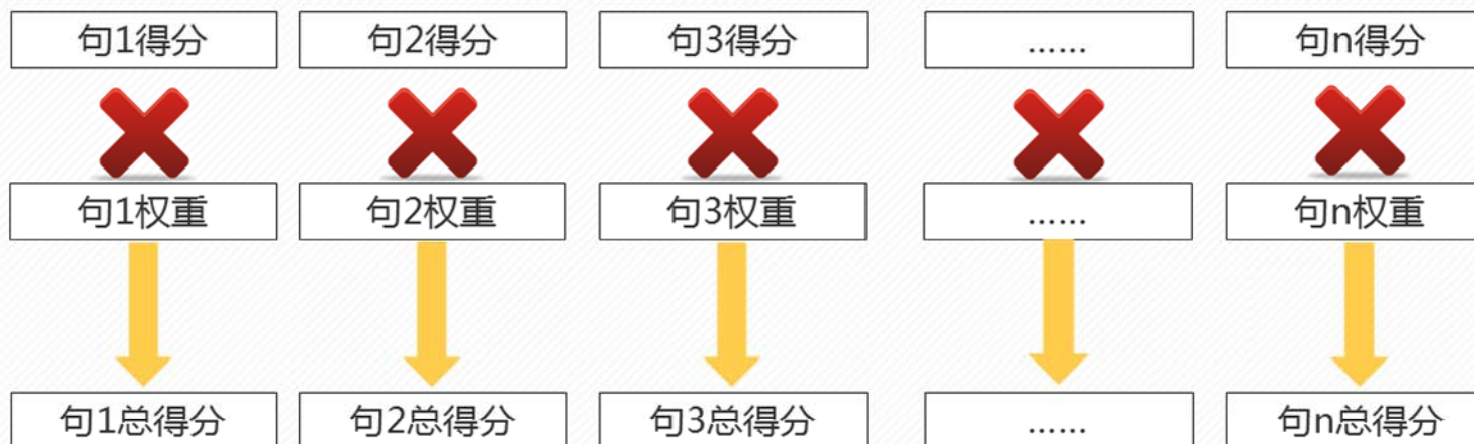 句1得分 句2得分 句3得分 …… 句n得分
句1权重 句2权重 句3权重 …… 句n权重
句1总得分 句2总得分 句3总得分 …… 句n总得分